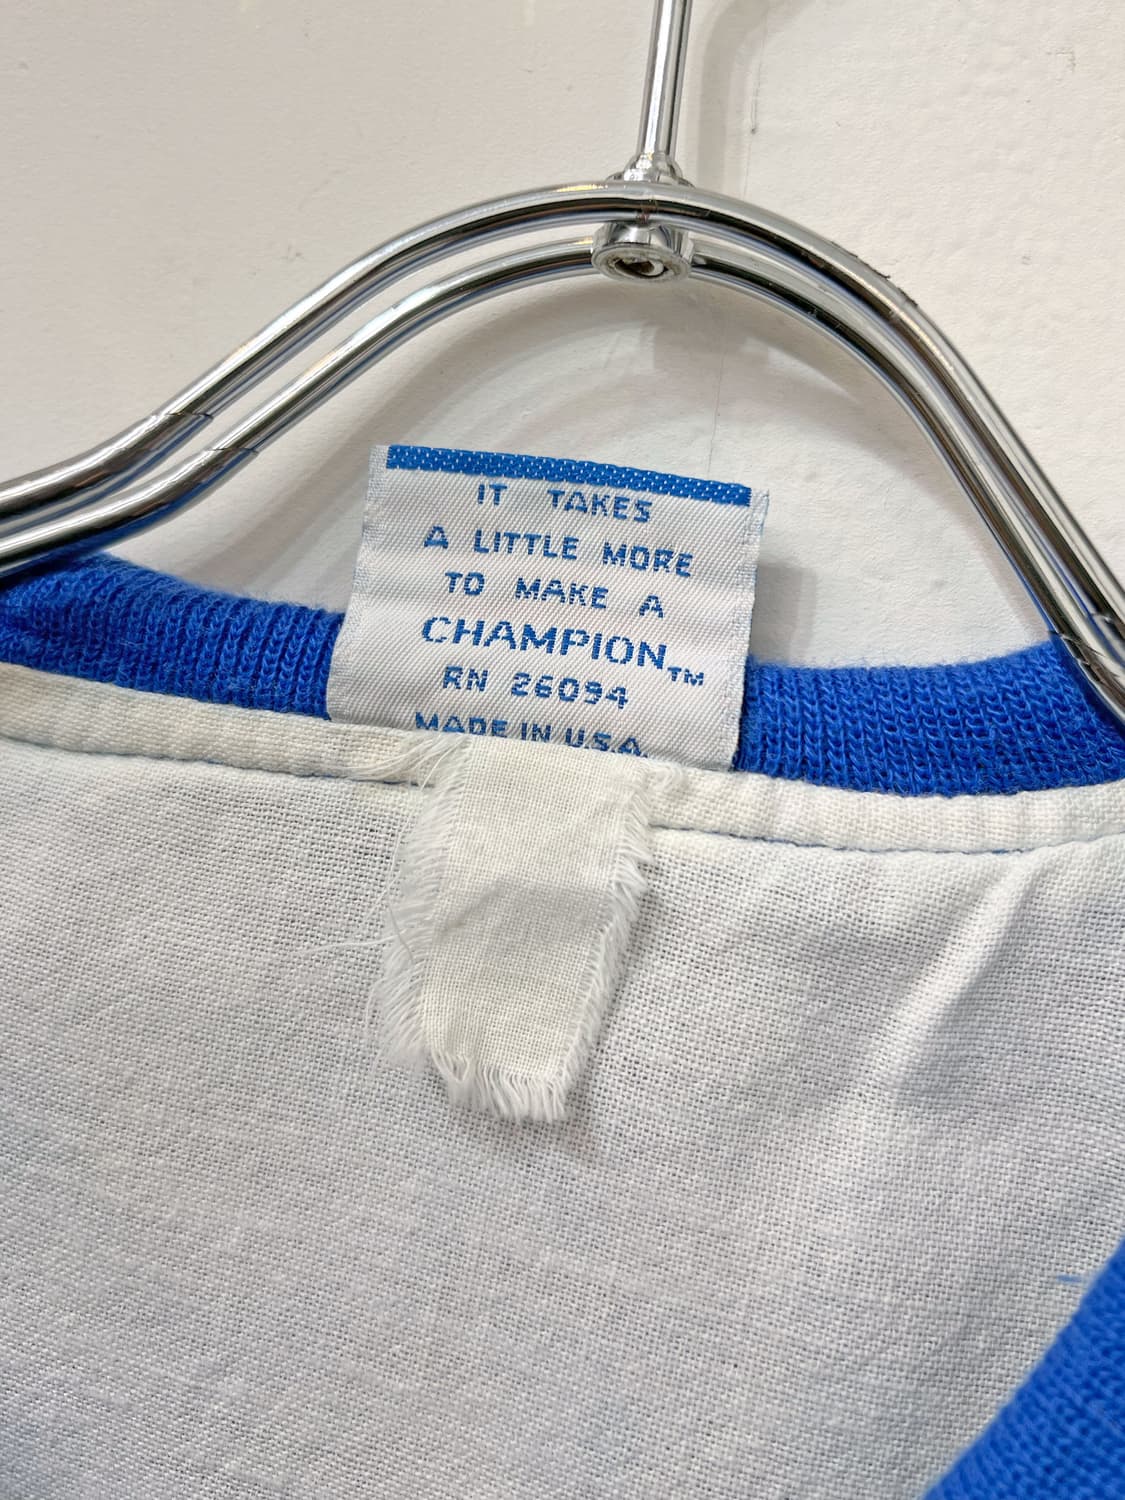 IT TAKES
A LITTLE MORE
TO MAKE A
CHAMPION™
RN 26094
MADE IN U.S.A.